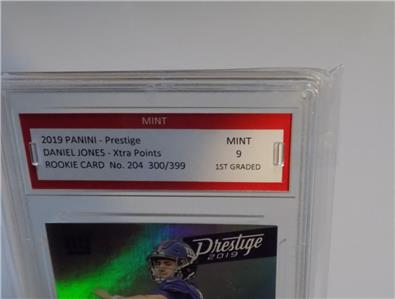 MINT
2019 PANINI - Prestige
DANIEL JONES - Xtra Points
ROOKIE CARD No. 204 300/399
MINT
9
1ST GRADED
Prestige
2019